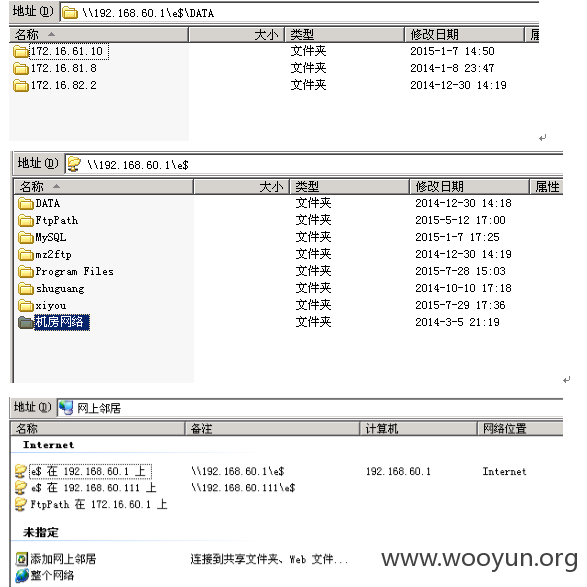 地址(D) \\192.168.60.1\e$\DATA
名称 大小 类型 修改日期 属
172.16.61.10 文件夹 2015-1-7 14:50
172.16.81.8 文件夹 2014-1-8 23:47
172.16.82.2 文件夹 2014-12-30 14:19
地址(D) \\192.168.60.1\e$
名称 大小 类型 修改日期 属性
DATA 文件夹 2014-12-30 14:18
FtpPath 文件夹 2015-5-12 17:00
MySQL 文件夹 2015-1-7 17:25
mz2ftp 文件夹 2014-12-30 14:19
Program Files 文件夹 2015-7-28 15:03
shuguang 文件夹 2014-10-10 17:18
xiyou 文件夹 2015-7-29 17:36
机房网络 文件夹 2014-3-5 21:19
地址(D) 网上邻居
名称 备注 计算机 网络位置
Internet
e$ 在 192.168.60.1 上 \\192.168.60.1\e$ 192.168.60.1 Internet
e$ 在 192.168.60.111 上 \\192.168.60.111\e$
FtpPath 在 172.16.60.1 上
未指定
添加网上邻居 连接到共享文件夹、Web 文件...
整个网络
www.wooyun.org